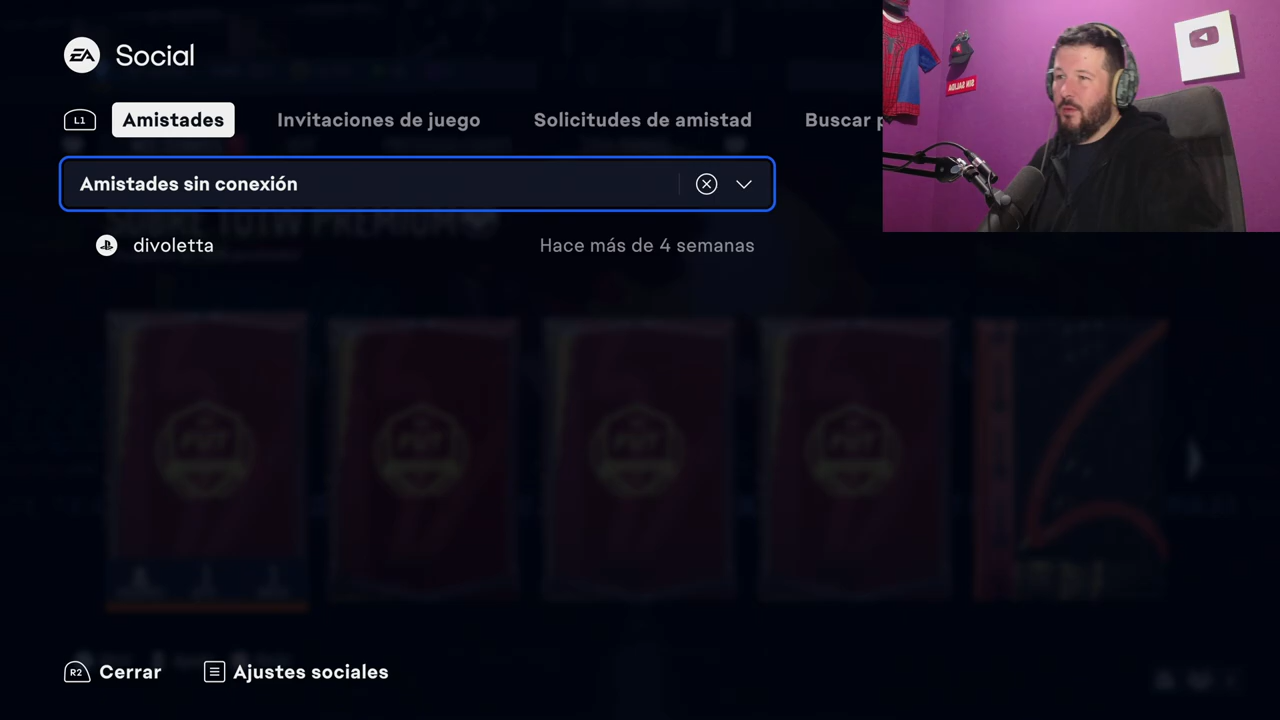 EA Social
L1 Amistades Invitaciones de juego Solicitudes de amistad Buscar
Amistades sin conexión
divoletta Hace más de 4 semanas
R2 Cerrar Ajustes sociales